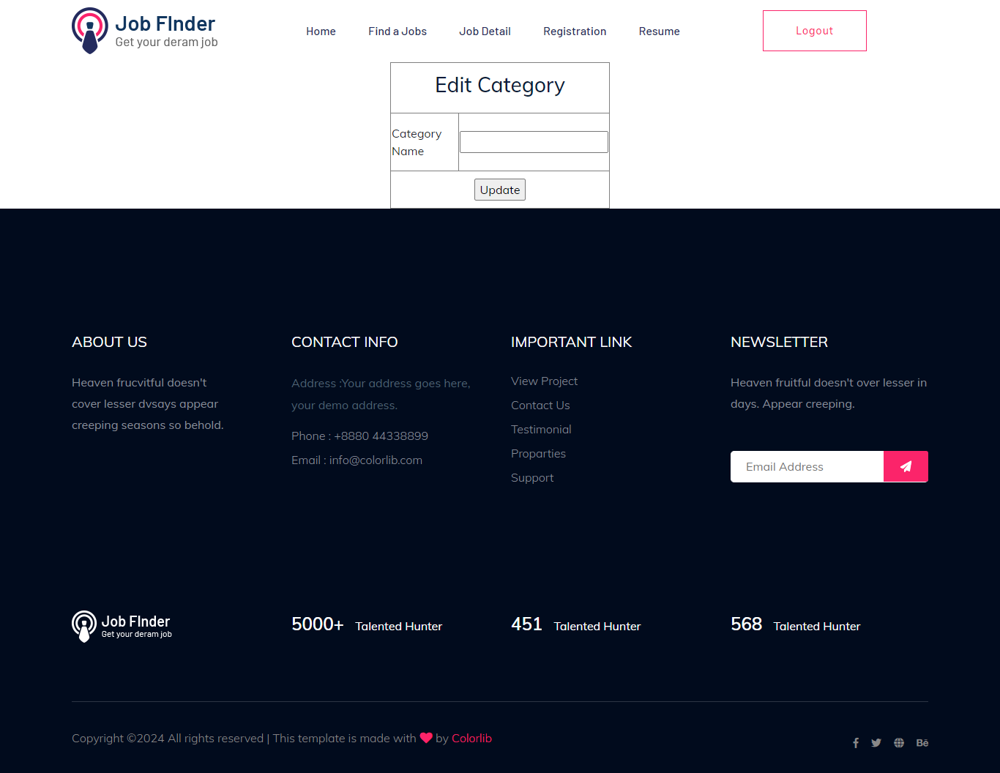 Job FInder
Get your deram job
Home
Find a Jobs
Job Detail
Registration
Resume
Logout
Edit Category
Category
Name
Update
ABOUT US
Heaven frucvitful doesn't
cover lesser dvsays appear
creeping seasons so behold.
CONTACT INFO
Address :Your address goes here,
your demo address.
Phone : +8880 44338899
Email : info@colorlib.com
IMPORTANT LINK
View Project
Contact Us
Testimonial
Proparties
Support
NEWSLETTER
Heaven fruitful doesn't over lesser in
days. Appear creeping.
Email Address
Job FInder
Get your deram job
5000+ Talented Hunter
451 Talented Hunter
568 Talented Hunter
Copyright ©2024 All rights reserved | This template is made with ♥ by Colorlib
Bē